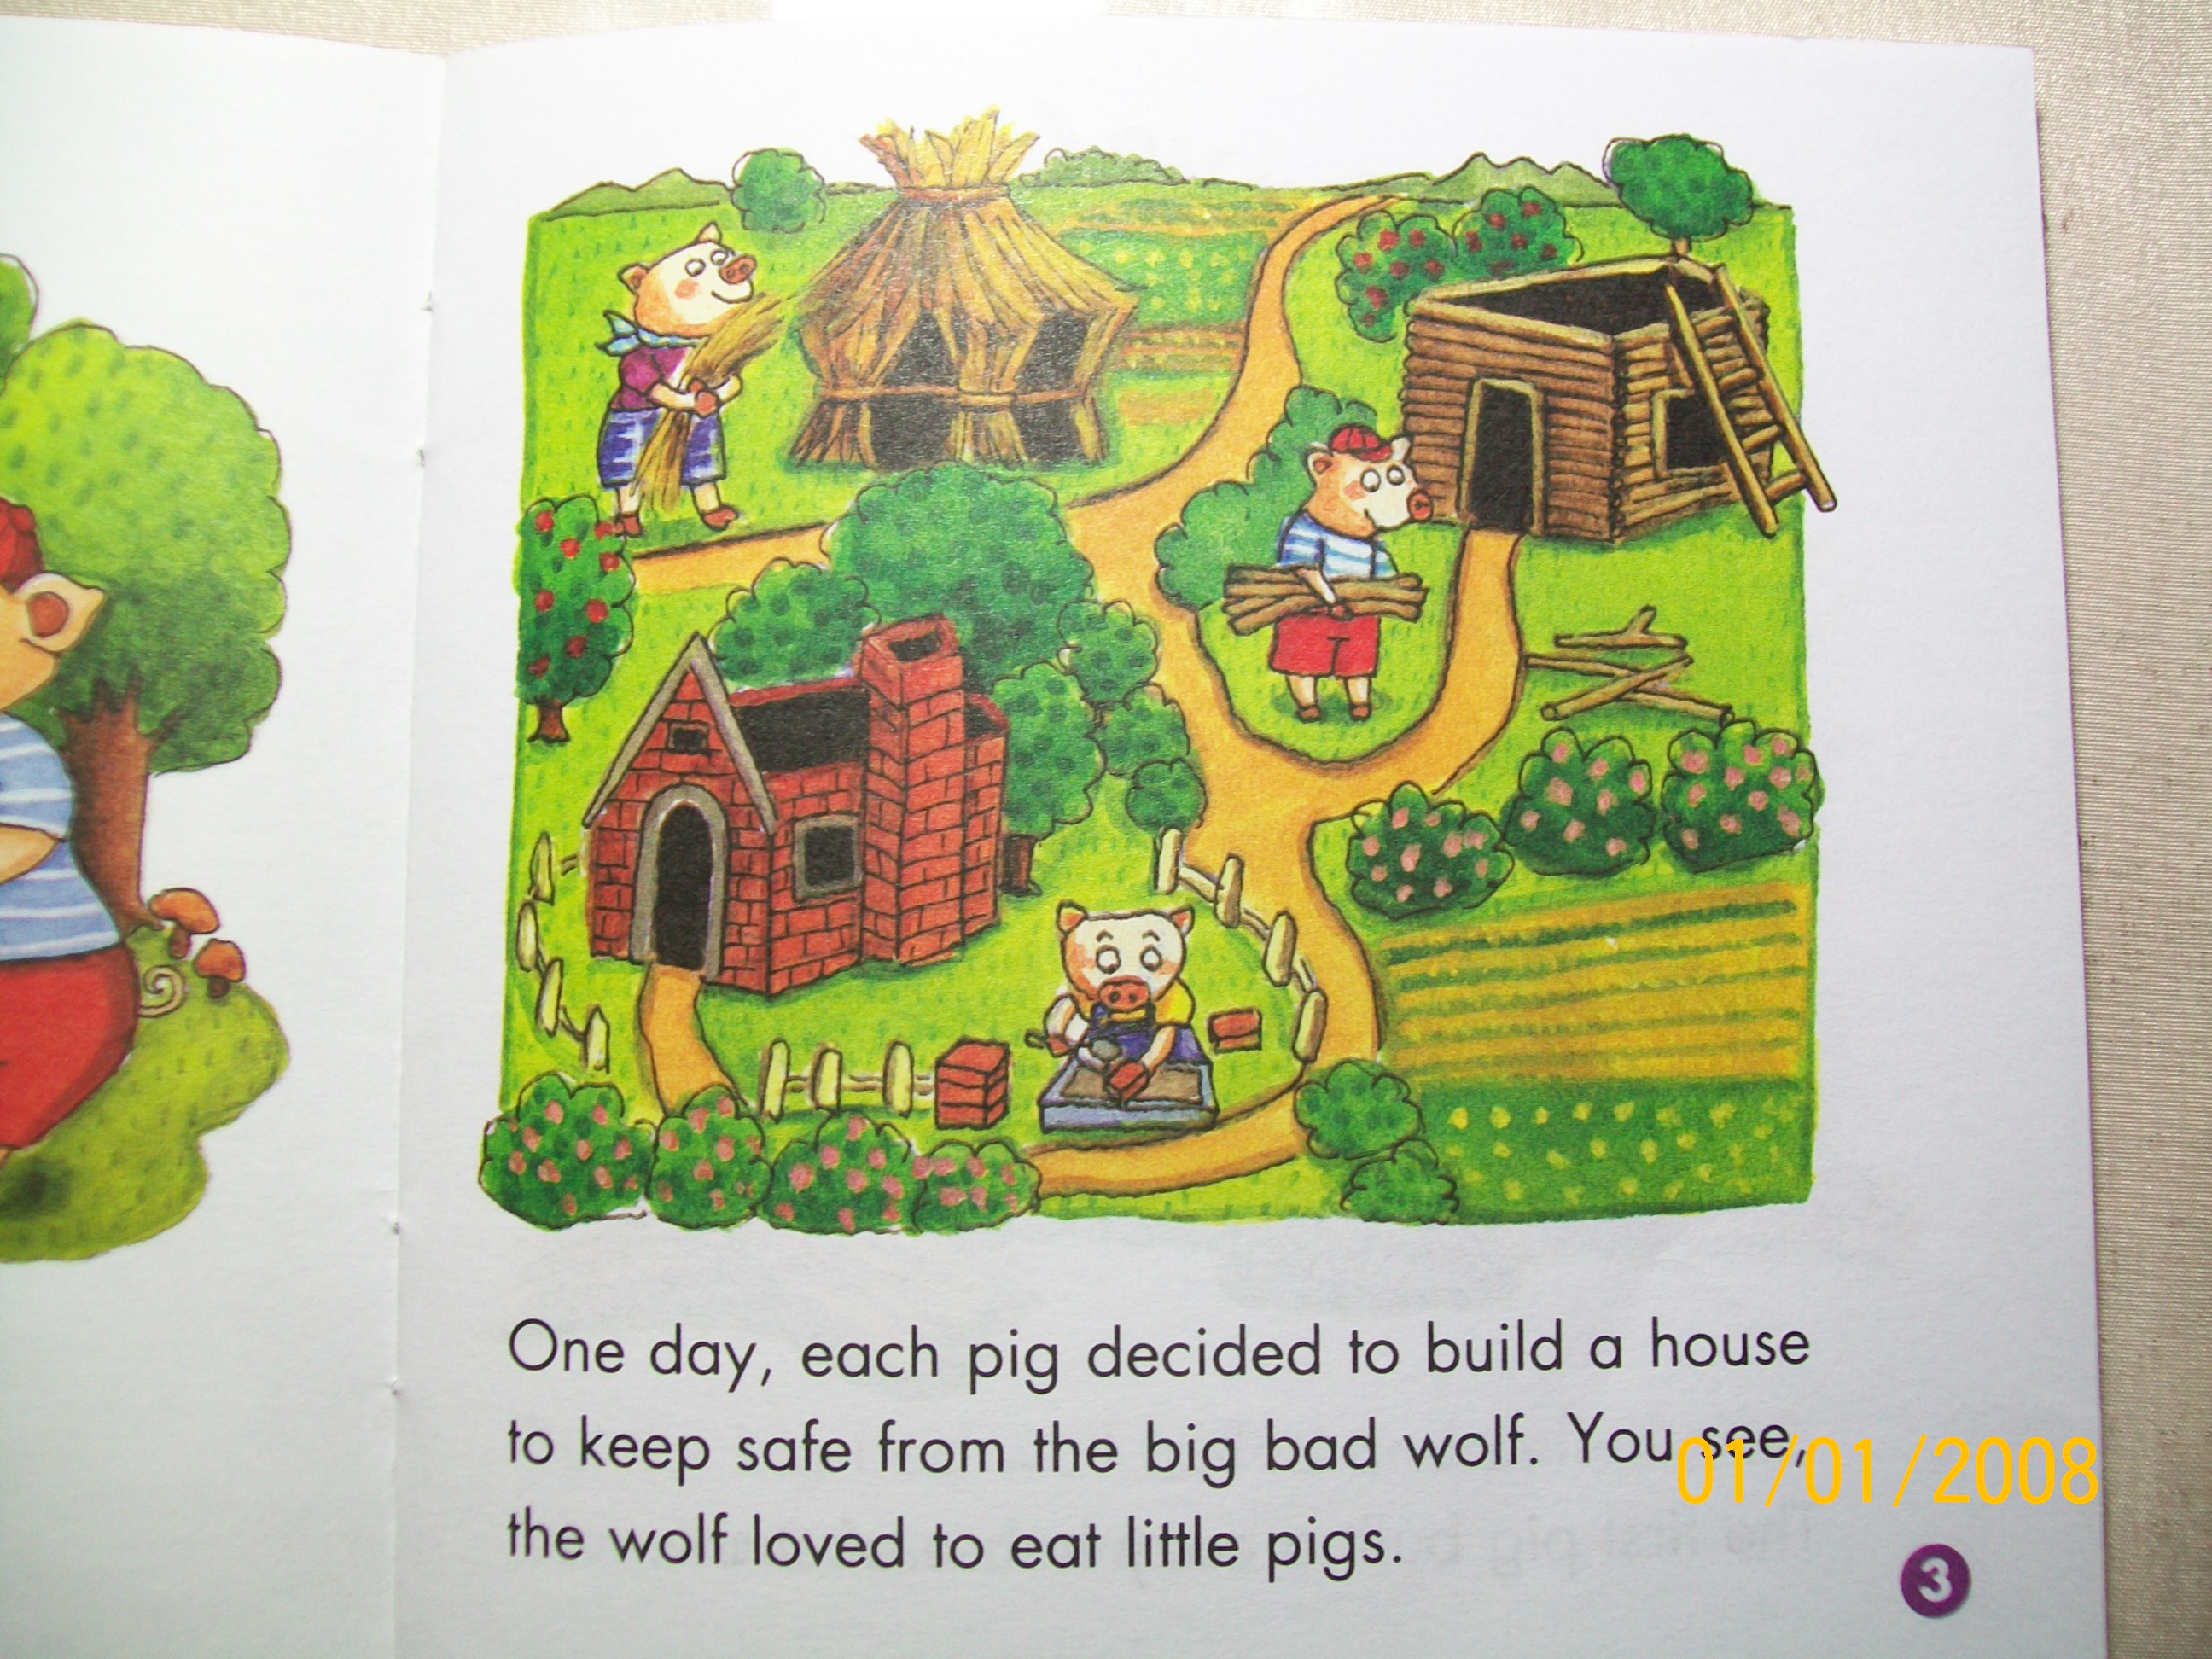 One day, each pig decided to build a house
to keep safe from the big bad wolf. You see,
the wolf loved to eat little pigs.
01/01/2008
3